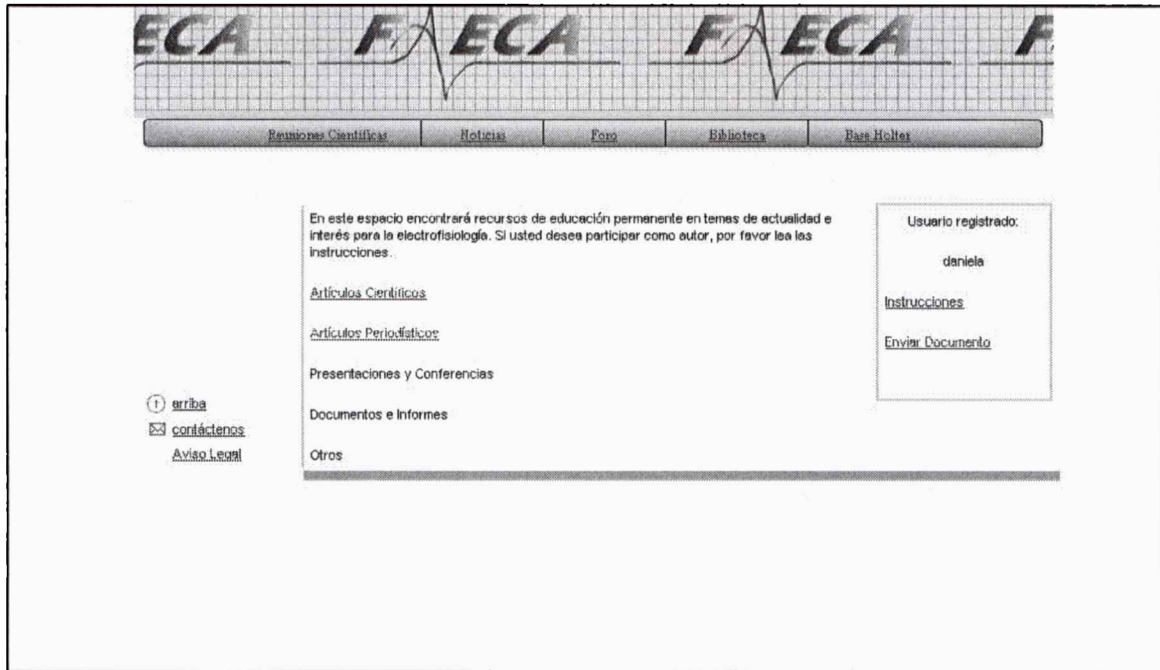 ECA FAECA FAECA F
Reuniones Científicas Noticias Foro Biblioteca Base Holter
En este espacio encontrará recursos de educación permanente en temas de actualidad e
interés para la electrofisiología. Si usted desea participar como autor, por favor lea las
instrucciones.
Artículos Científicos
Artículos Periodísticos
Presentaciones y Conferencias
Documentos e Informes
Otros
Usuario registrado:
daniela
Instrucciones
Enviar Documento
arriba
contáctenos
Aviso Legal